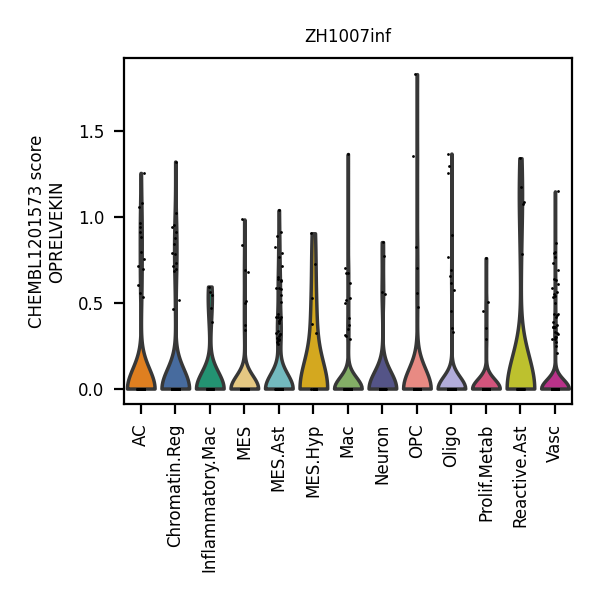 ZH1007inf
CHEMBL1201573 score
OPRELVEKIN
1.5
1.0
0.5
0.0
AC
Chromatin.Reg
Inflammatory.Mac
MES
MES.Ast
MES.Hyp
Mac
Neuron
OPC
Oligo
Prolif.Metab
Reactive.Ast
Vasc